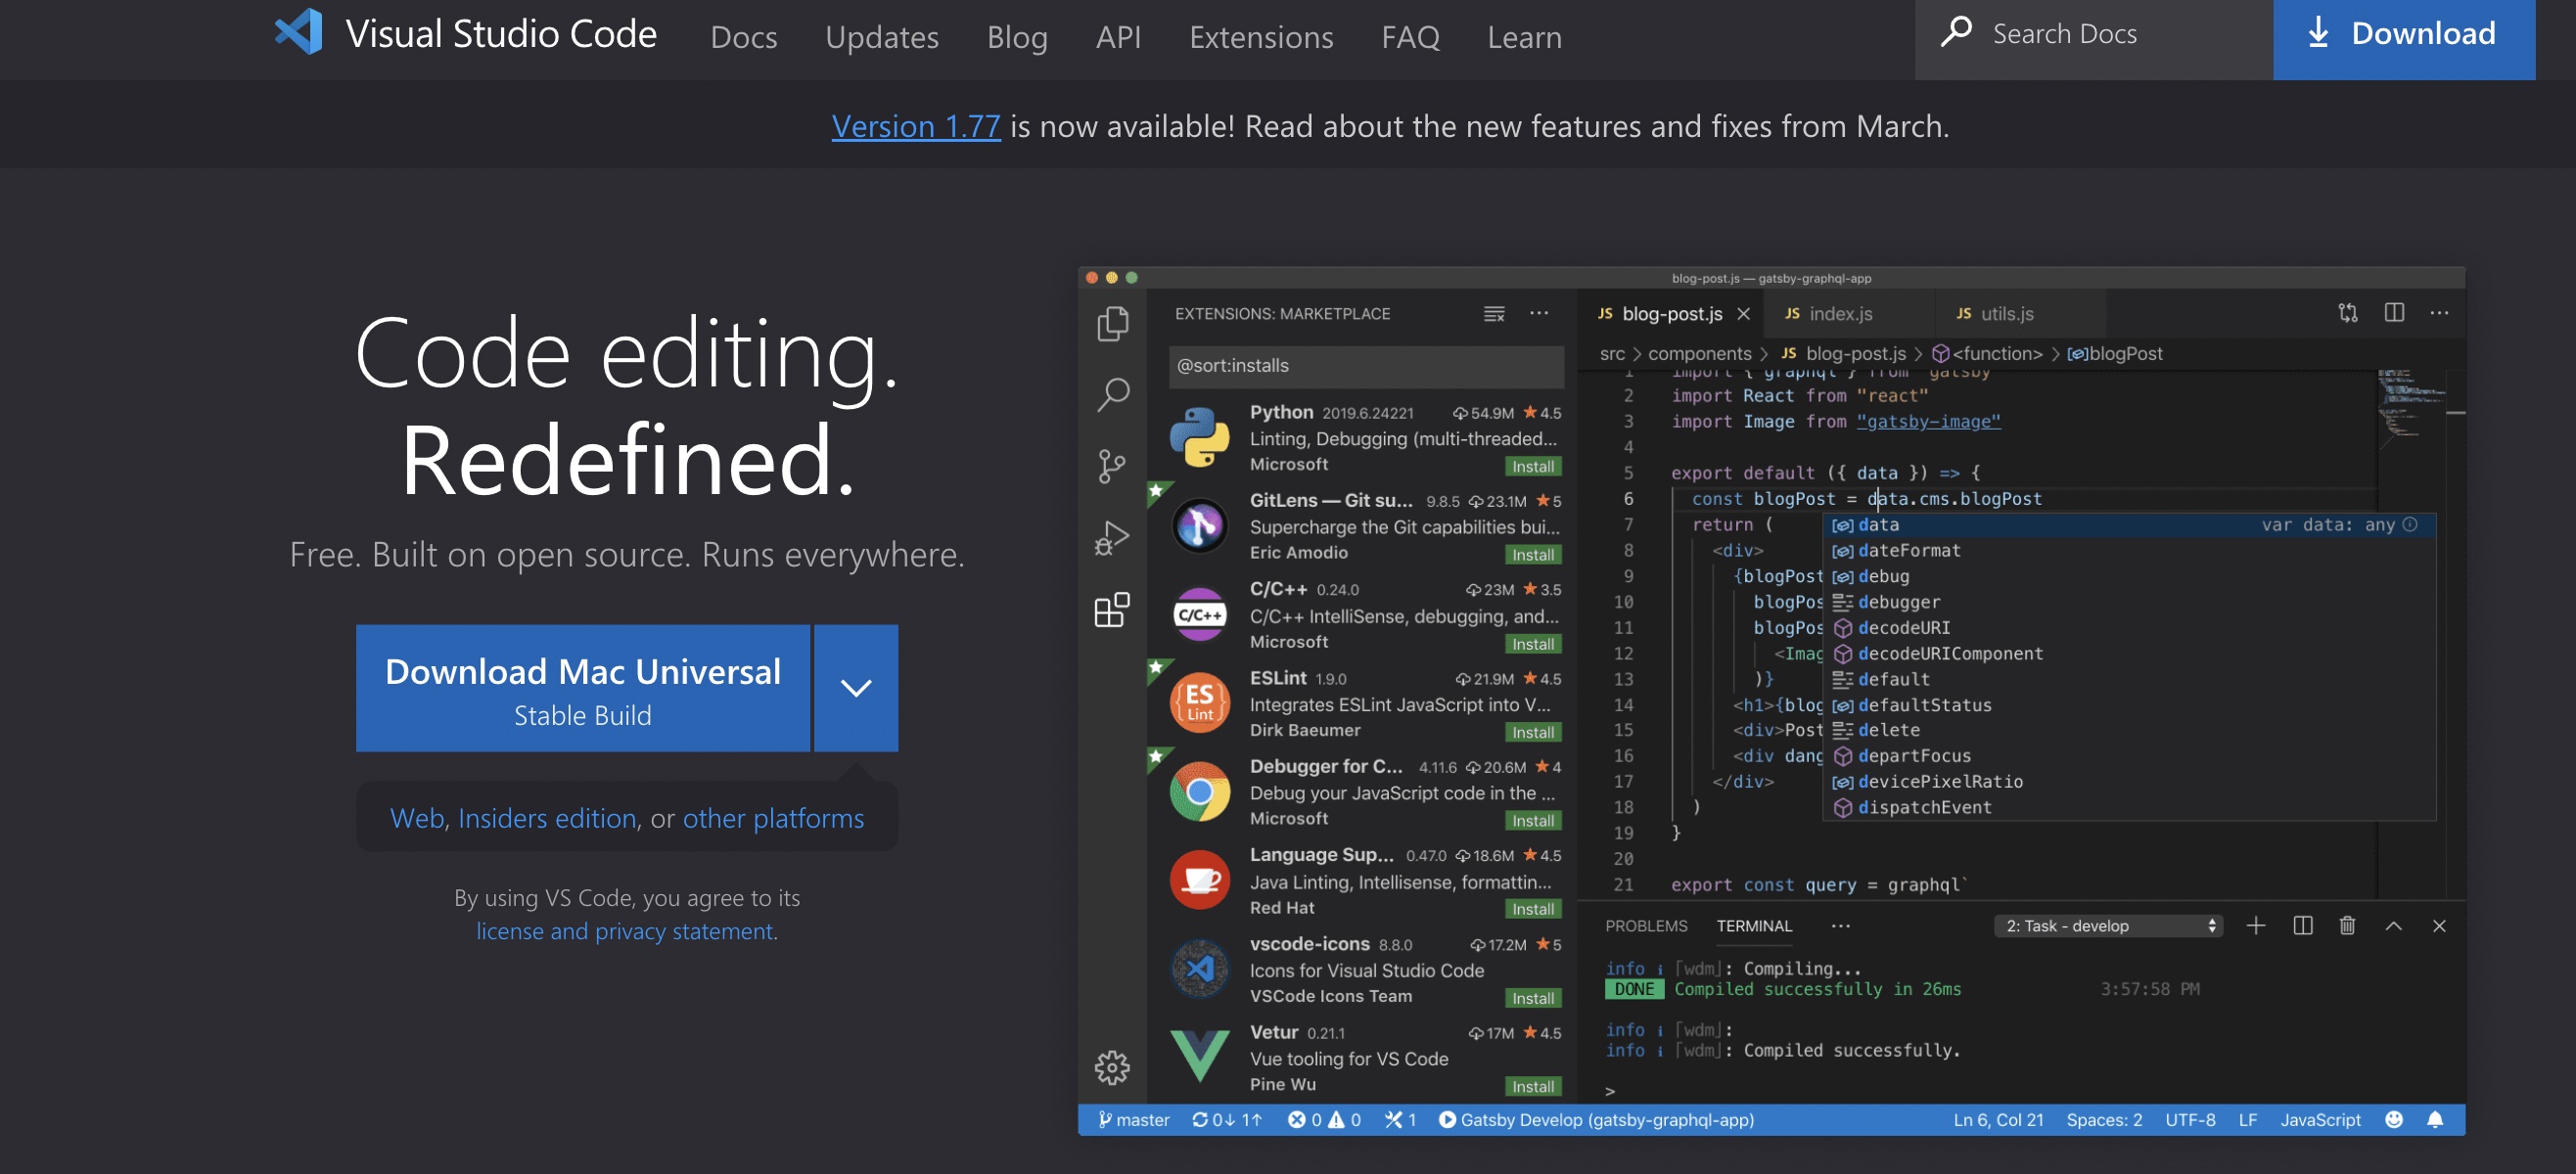 Visual Studio Code Docs Updates Blog API Extensions FAQ Learn Search Docs Download
Version 1.77 is now available! Read about the new features and fixes from March.
Code editing.
Redefined.
Free. Built on open source. Runs everywhere.
Download Mac Universal
Stable Build
Web, Insiders edition, or other platforms
By using VS Code, you agree to its
license and privacy statement.
blog-post.js — gatsby-graphql-app
EXTENSIONS: MARKETPLACE
@sort:installs
Python 2019.6.24221 54.9M 4.5
Linting, Debugging (multi-threaded...
Microsoft Install
GitLens — Git su... 9.8.5 23.1M 5
Supercharge the Git capabilities bui...
Eric Amodio Install
C/C++
C/C++ 0.24.0 23M 3.5
C/C++ IntelliSense, debugging, and...
Microsoft Install
ES
Lint
ESLint 1.9.0 21.9M 4.5
Integrates ESLint JavaScript into V...
Dirk Baeumer Install
Debugger for C... 4.11.6 20.6M 4
Debug your JavaScript code in the ...
Microsoft Install
Language Sup... 0.47.0 18.6M 4.5
Java Linting, Intellisense, formattin...
Red Hat Install
vscode-icons 8.8.0 17.2M 5
Icons for Visual Studio Code
VSCode Icons Team Install
Vetur 0.21.1 17M 4.5
Vue tooling for VS Code
Pine Wu Install
JS blog-post.js JS index.js JS utils.js
src > components > JS blog-post.js > <function> > blogPost
1 import { graphql } from "gatsby"
2 import React from "react"
3 import Image from "gatsby-image"
4
5 export default ({ data }) => {
6 const blogPost = data.cms.blogPost
7 return (
8 <div>
9 {blogPost
10 blogPos
11 blogPos
12 <Imag
13 )}
14 <h1>{blog
15 <div>Post
16 <div dang
17 </div>
18 )
19 }
20
21 export const query = graphql`
data var data: any
dateFormat
debug
debugger
decodeURI
decodeURIComponent
default
defaultStatus
delete
departFocus
devicePixelRatio
dispatchEvent
PROBLEMS TERMINAL ··· 2: Task - develop
info i ｢wdm｣: Compiling...
DONE Compiled successfully in 26ms 3:57:58 PM
info i ｢wdm｣:
info i ｢wdm｣: Compiled successfully.
>
master 0↓ 1↑ 0 0 1 Gatsby Develop (gatsby-graphql-app) Ln 6, Col 21 Spaces: 2 UTF-8 LF JavaScript